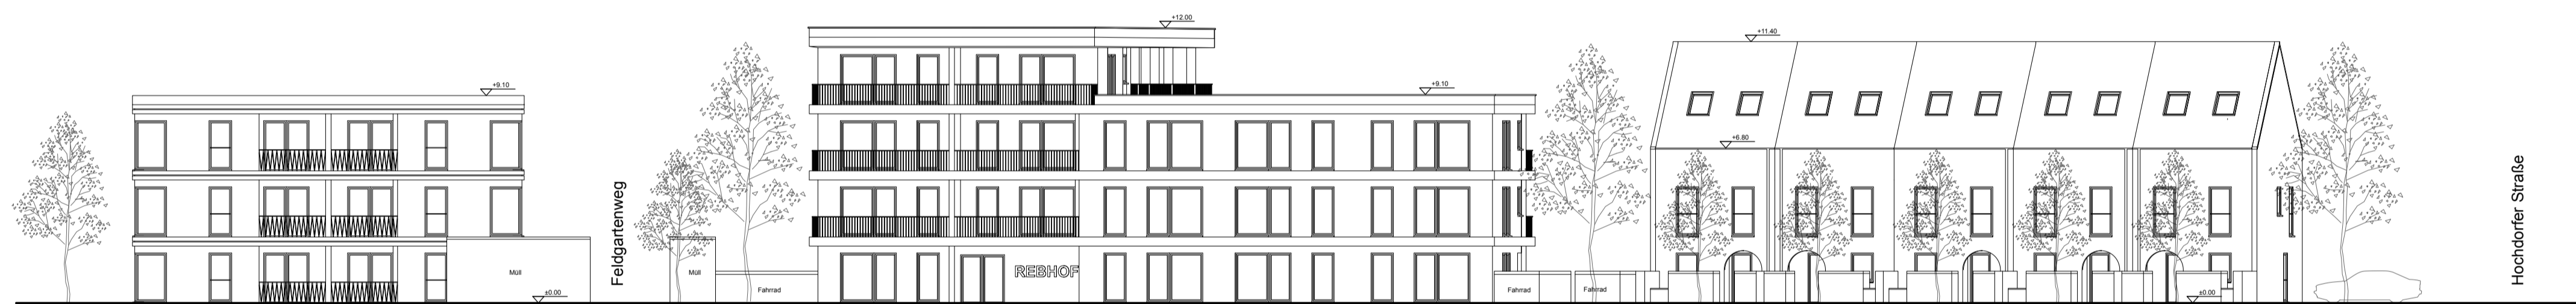 +9.10
Müll
±0.00
Feldgartenweg
Müll
Fahrrad
+12.00
+9.10
REBHOF
Fahrrad
Fahrrad
+11.40
+6.80
±0.00
Hochdorfer Straße